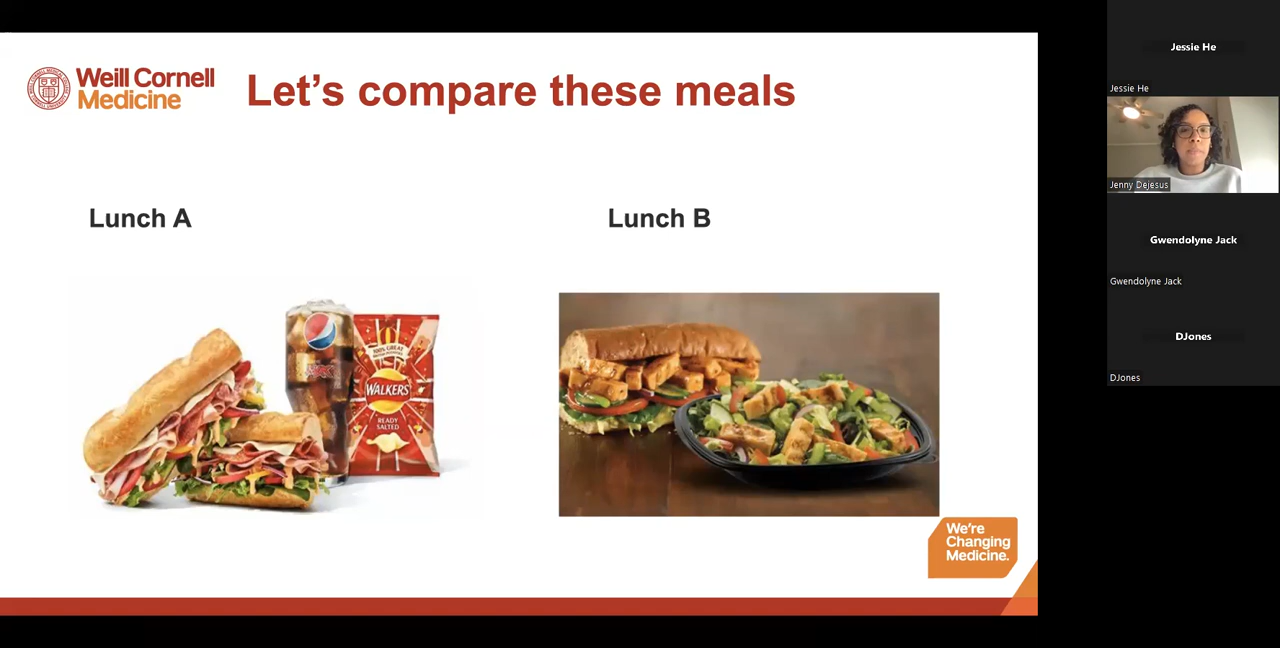 Weill Cornell
Medicine
Let's compare these meals
Lunch A
Lunch B
100% GREAT
WALKERS
READY
SALTED
We're
Changing
Medicine.
Jessie He
Jessie He
Jenny Dejesus
Gwendolyne Jack
Gwendolyne Jack
DJones
DJones